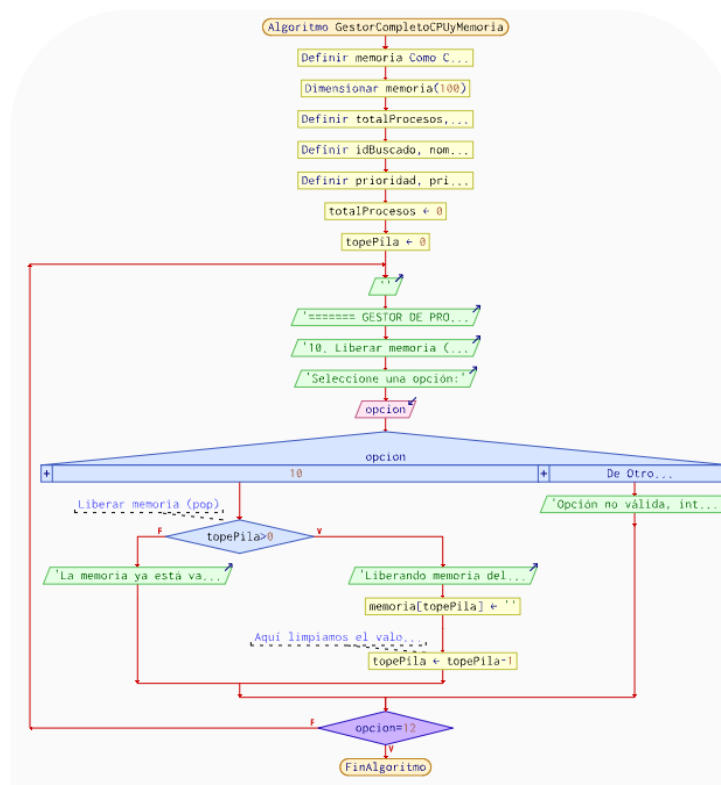 Algoritmo GestorCompletoCPUyMemoria
Definir memoria Como C...
Dimensionar memoria(100)
Definir totalProcesos,...
Definir idBuscado, nom...
Definir prioridad, pri...
totalProcesos ← 0
topePila ← 0
''
'======= GESTOR DE PRO...
'10. Liberar memoria (...
'Seleccione una opción:'
opcion
opcion
+ 10 + De Otro...
Liberar memoria (pop)
'Opción no válida, int...
F topePila>0 V
'La memoria ya está va...
'Liberando memoria del...
memoria[topePila] ← ''
Aquí limpiamos el valo...
topePila ← topePila-1
F opcion=12
V
FinAlgoritmo